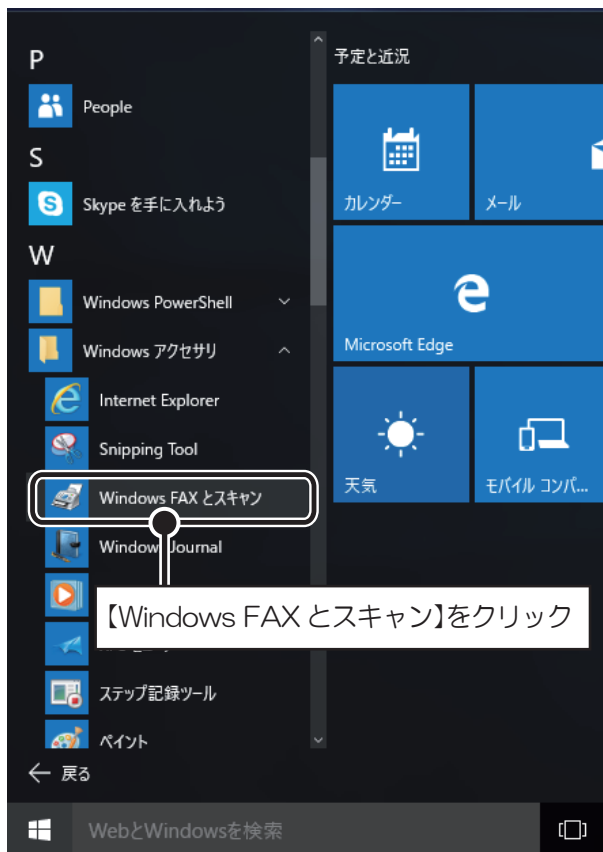 P
People
S
Skype を手に入れよう
W
Windows PowerShell
Windows アクセサリ
Internet Explorer
Snipping Tool
Windows FAX とスキャン
Window Journal
【Windows FAX とスキャン】をクリック
ステップ記録ツール
ペイント
← 戻る
WebとWindowsを検索
予定と近況
カレンダー
メール
Microsoft Edge
天気
モバイル コンパ...